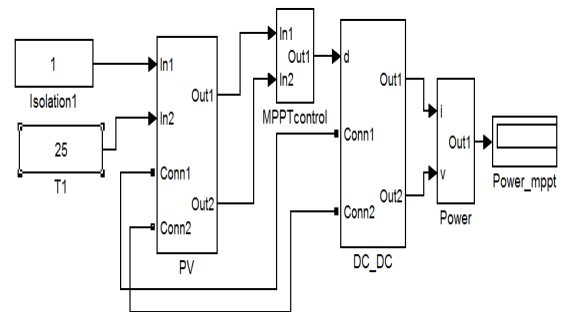 1
Isolation1
25
T1
In1
In2
Conn1
Conn2
Out1
Out2
PV
In1
In2
Out1
MPPTcontrol
d
Conn1
Conn2
Out1
Out2
DC_DC
i
v
Out1
Power
Power_mppt